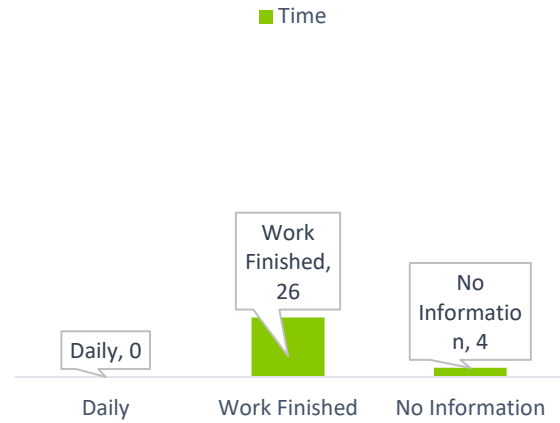 Time
Work
Finished,
26
No
Informatio
n, 4
Daily, 0
Daily
Work Finished
No Information